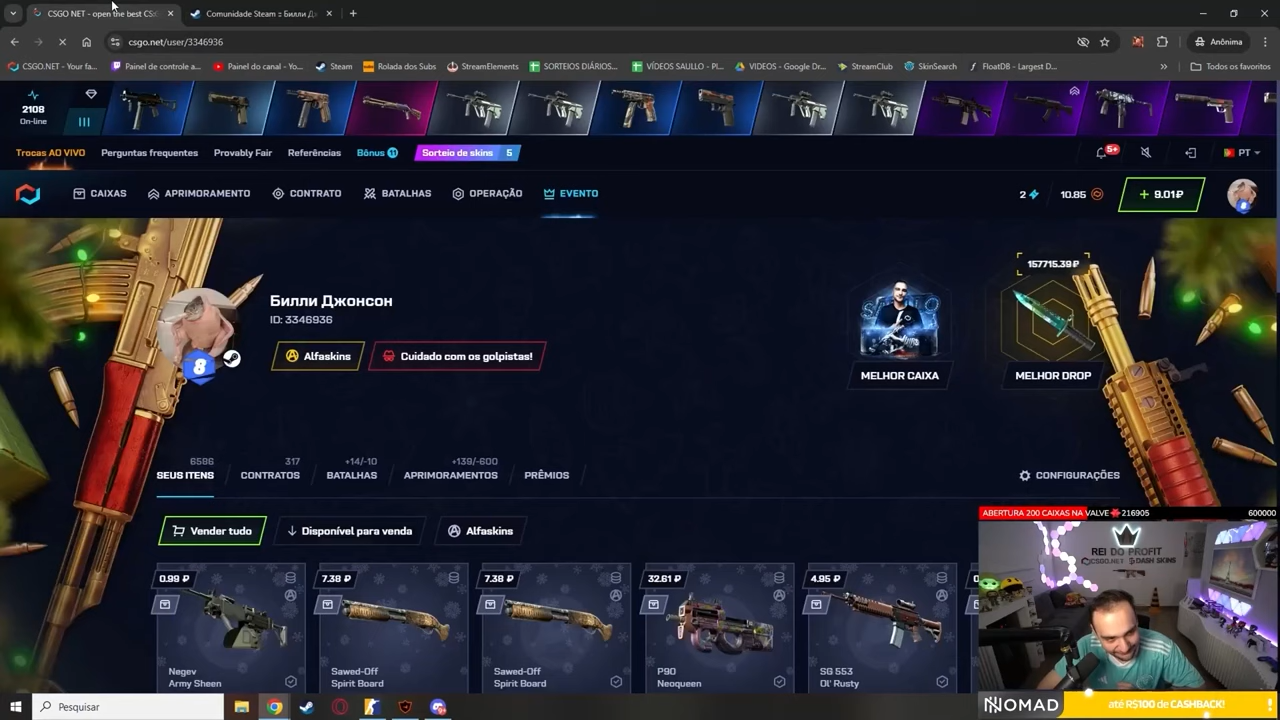 CSGO NET - open the best CS:
Comunidade Steam :: Билли Дж
csgo.net/user/3346936
Anônima
CSGO.NET - Your fa...
Painel de controle a...
Painel do canal - Yo...
Steam
Rolada dos Subs
StreamElements
SORTEIOS DIÁRIOS...
VÍDEOS SAULLO - Pl...
VIDEOS - Google Dr...
StreamClub
SkinSearch
FloatDB - Largest D...
»
Todos os favoritos
2108
On-line
Trocas AO VIVO
Perguntas frequentes
Provably Fair
Referências
Bônus 11
Sorteio de skins 5
5+
PT
CAIXAS
APRIMORAMENTO
CONTRATO
BATALHAS
OPERAÇÃO
EVENTO
2
10.85
+ 9.01₽
8
157715.39 ₽
Билли Джонсон
ID: 3346936
8
Alfaskins
Cuidado com os golpistas!
MELHOR CAIXA
MELHOR DROP
6586
317
+14/-10
+139/-600
SEUS ITENS
CONTRATOS
BATALHAS
APRIMORAMENTOS
PRÊMIOS
CONFIGURAÇÕES
Vender tudo
Disponível para venda
Alfaskins
ABERTURA 200 CAIXAS NA VALVE 216905
600000
REI DO PROFIT
CSGO.NET DASH SKINS
0.99 ₽
7.38 ₽
7.38 ₽
32.61 ₽
4.95 ₽
Negev
Army Sheen
Sawed-Off
Spirit Board
Sawed-Off
Spirit Board
P90
Neoqueen
SG 553
Ol' Rusty
NOMAD
até R$100 de CASHBACK!
Pesquisar